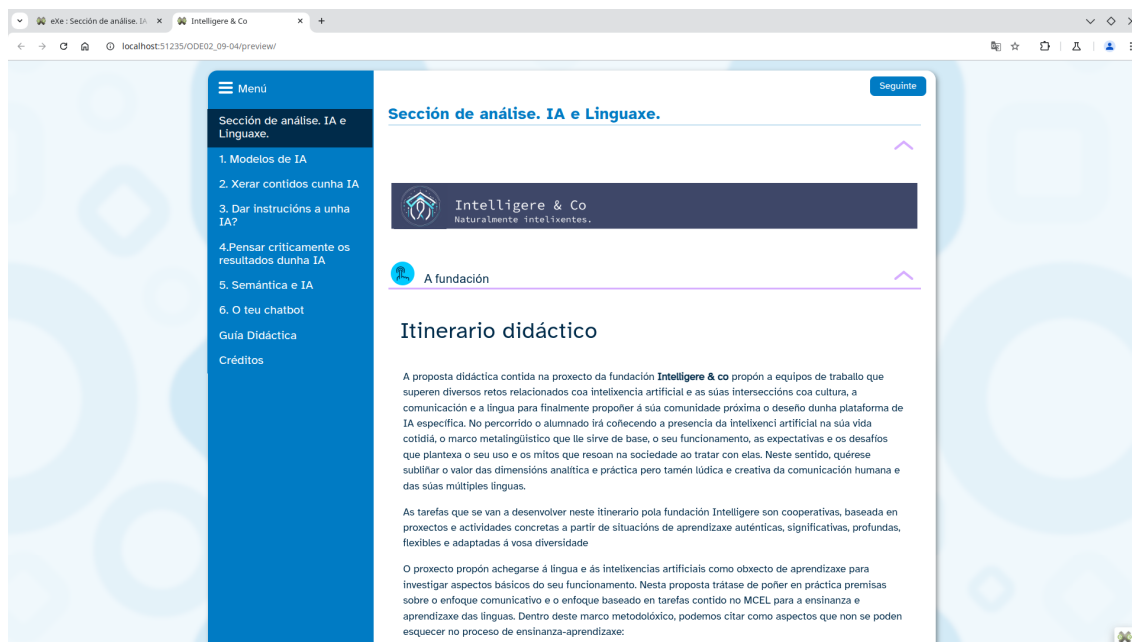 eXe : Sección de análise. IA
Intelligere & Co
localhost:51235/ODE02_09-04/preview/
Menú
Sección de análise. IA e
Linguaxe.
1. Modelos de IA
2. Xerar contidos cunha IA
3. Dar instrucións a unha
IA?
4.Pensar criticamente os
resultados dunha IA
5. Semántica e IA
6. O teu chatbot
Guía Didáctica
Créditos
Seguinte
Sección de análise. IA e Linguaxe.
Intelligere & Co
Naturalmente intelixentes.
A fundación
Itinerario didáctico
A proposta didáctica contida na proxecto da fundación Intelligere & co propón a equipos de traballo que
superen diversos retos relacionados coa intelixencia artificial e as súas interseccións coa cultura, a
comunicación e a lingua para finalmente propoñer á súa comunidade próxima o deseño dunha plataforma de
IA específica. No percorrido o alumnado irá coñecendo a presencia da intelixenci artificial na súa vida
cotidiá, o marco metalingüistico que lle sirve de base, o seu funcionamento, as expectativas e os desafíos
que plantexa o seu uso e os mitos que resoan na sociedade ao tratar con elas. Neste sentido, quérese
subliñar o valor das dimensións analítica e práctica pero tamén lúdica e creativa da comunicación humana e
das súas múltiples linguas.
As tarefas que se van a desenvolver neste itinerario pola fundación Intelligere son cooperativas, baseada en
proxectos e actividades concretas a partir de situacións de aprendizaxe auténticas, significativas, profundas,
flexibles e adaptadas á vosa diversidade
O proxecto propón achegarse á lingua e ás intelixencias artificiais como obxecto de aprendizaxe para
investigar aspectos básicos do seu funcionamento. Nesta proposta trátase de poñer en práctica premisas
sobre o enfoque comunicativo e o enfoque baseado en tarefas contido no MCEL para a ensinanza e
aprendizaxe das linguas. Dentro deste marco metodolóxico, podemos citar como aspectos que non se poden
esquecer no proceso de ensinanza-aprendizaxe: